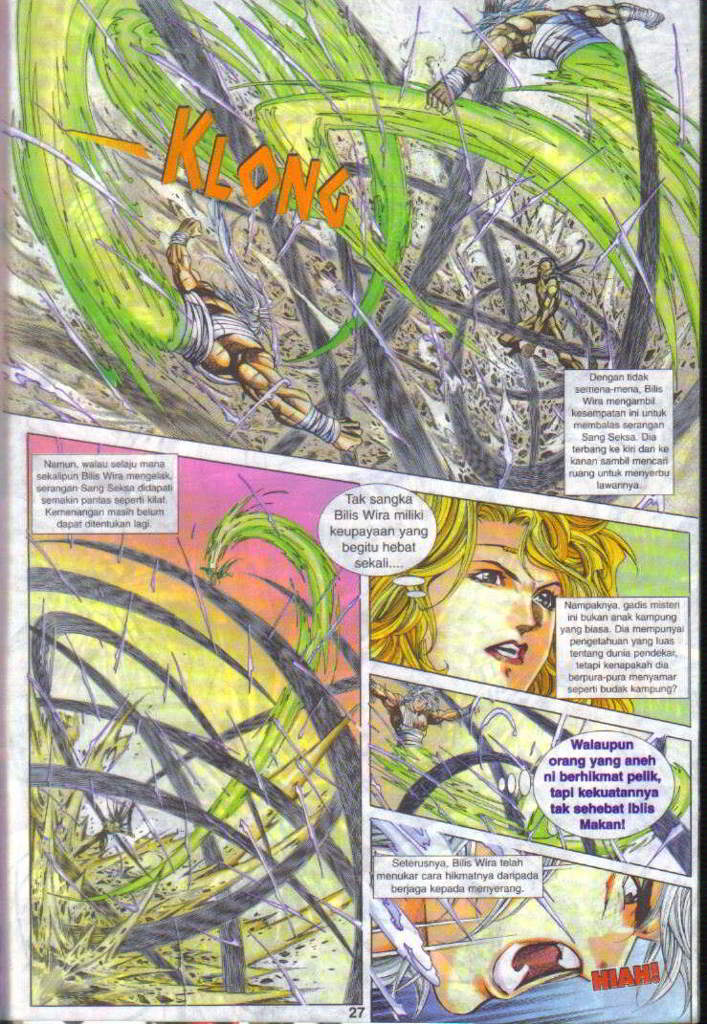 KLONG
Dengan tidak
semena-mena, Bilis
Wira mengambil
kesempatan ini untuk
membalas serangan
Sang Seksa. Dia
terbang ke kiri dan ke
kanan sambil mencari
ruang untuk menyerbu
lawannya.
Namun, walau selaju mana
sekalipun Bilis Wira mengelak,
serangan Sang Seksa didapati
semakin pantas seperti kilat.
Kemenangan masih belum
dapat ditentukan lagi.
Tak sangka
Bilis Wira miliki
keupayaan yang
begitu hebat
sekali....
Nampaknya, gadis misteri
ini bukan anak kampung
yang biasa. Dia mempunyai
pengetahuan yang luas
tentang dunia pendekar,
tetapi kenapakah dia
berpura-pura menyamar
seperti budak kampung?
Walaupun
orang yang aneh
ni berhikmat pelik,
tapi kekuatannya
tak sehebat Iblis
Makan!
Seterusnya, Bilis Wira telah
menukar cara hikmatnya daripada
berjaga kepada menyerang.
HIAH!
27